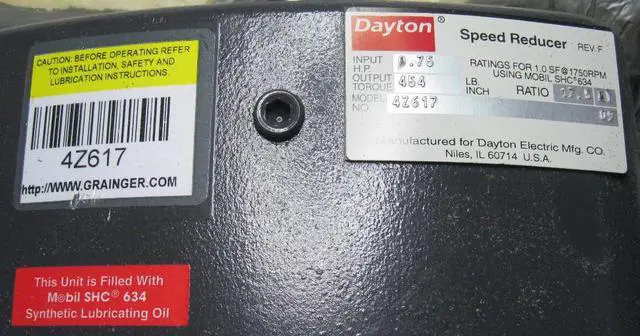 CAUTION: BEFORE OPERATING REFER
TO INSTALLATION, SAFETY AND
LUBRICATION MANUALS
4Z617
http://WWW.GRAINGER.COM
This Unit is Filled With
Mobil SHC® 634
Synthetic Lubricating Oil
Dayton®
Speed Reducer REV. F
INPUT H.P. 0.75
RATINGS FOR 1.0 SF@1750RPM
USING MOBIL SHC®634
OUTPUT TORQUE 454 LB. INCH
RATIO
MODEL 4Z617
Manufactured for Dayton Electric Mfg. CO.
Niles, IL 60714 U.S.A.